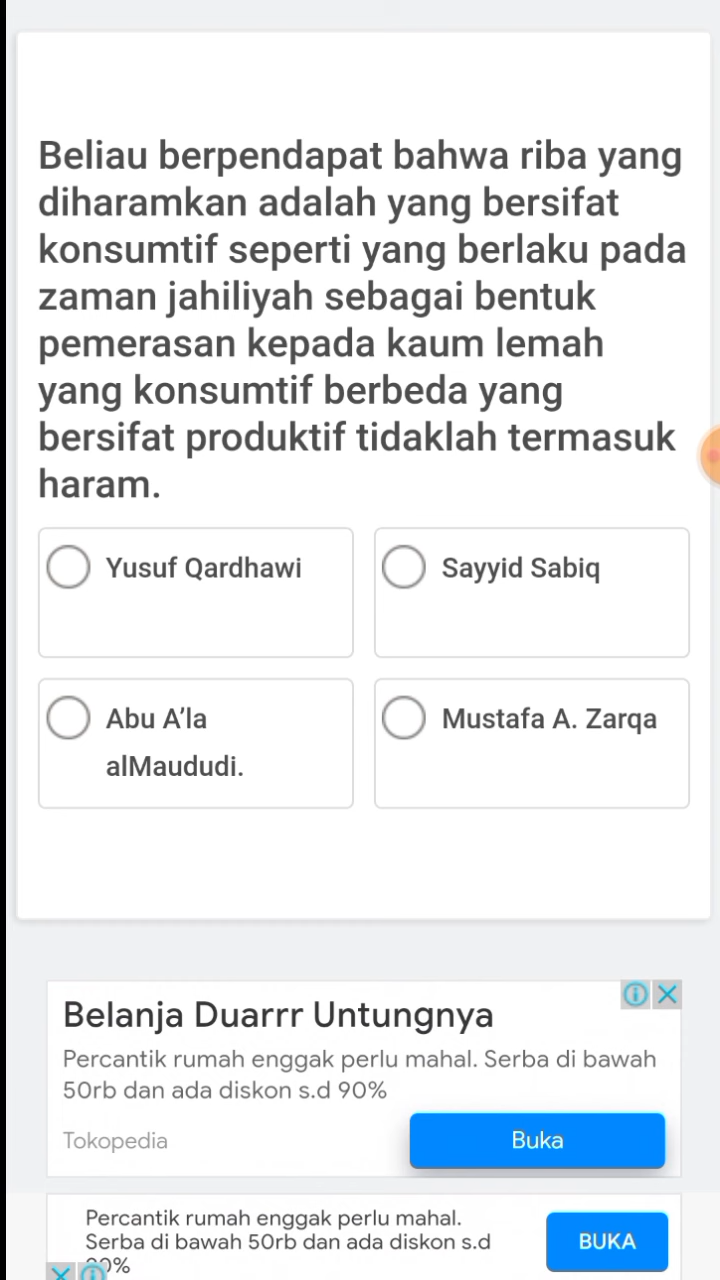 Beliau berpendapat bahwa riba yang
diharamkan adalah yang bersifat
konsumtif seperti yang berlaku pada
zaman jahiliyah sebagai bentuk
pemerasan kepada kaum lemah
yang konsumtif berbeda yang
bersifat produktif tidaklah termasuk
haram.
Yusuf Qardhawi
Sayyid Sabiq
Abu A’la
alMaududi.
Mustafa A. Zarqa
Belanja Duarrr Untungnya
Percantik rumah enggak perlu mahal. Serba di bawah
50rb dan ada diskon s.d 90%
Tokopedia
Buka
Percantik rumah enggak perlu mahal.
Serba di bawah 50rb dan ada diskon s.d
BUKA